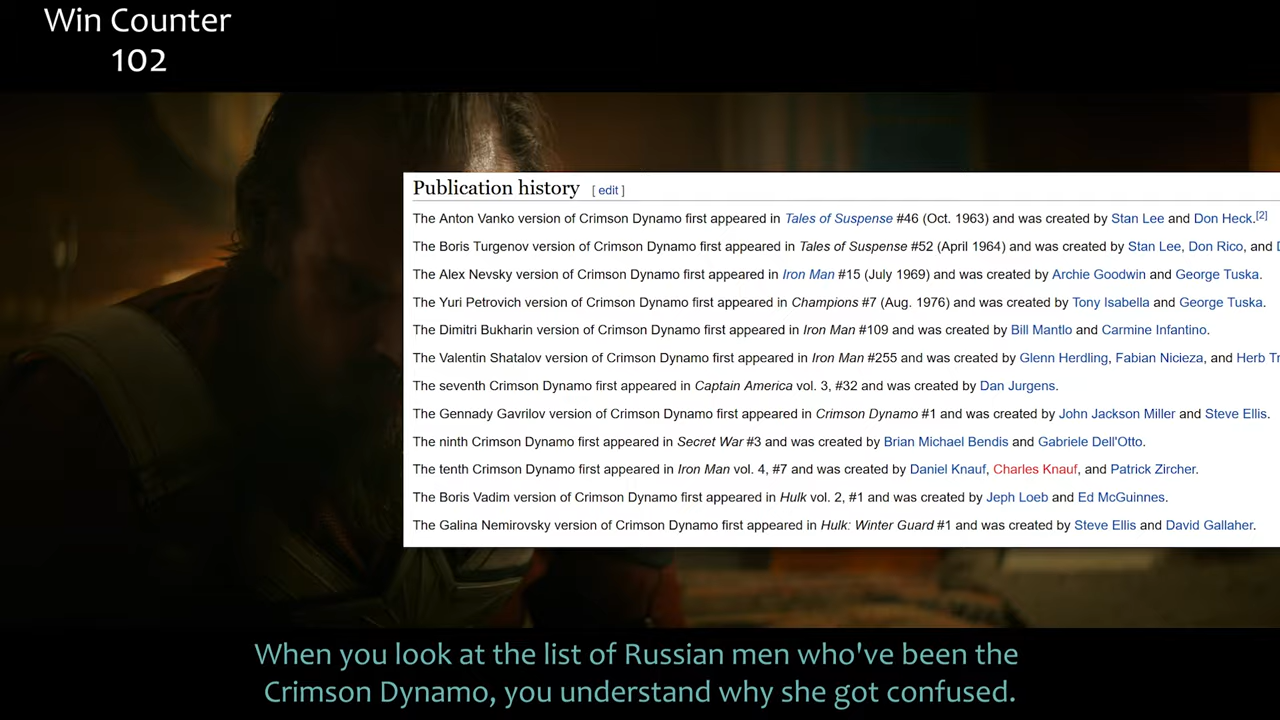 Win Counter
102
Publication history [ edit ]
The Anton Vanko version of Crimson Dynamo first appeared in Tales of Suspense #46 (Oct. 1963) and was created by Stan Lee and Don Heck.[2]
The Boris Turgenov version of Crimson Dynamo first appeared in Tales of Suspense #52 (April 1964) and was created by Stan Lee, Don Rico, and
The Alex Nevsky version of Crimson Dynamo first appeared in Iron Man #15 (July 1969) and was created by Archie Goodwin and George Tuska.
The Yuri Petrovich version of Crimson Dynamo first appeared in Champions #7 (Aug. 1976) and was created by Tony Isabella and George Tuska.
The Dimitri Bukharin version of Crimson Dynamo first appeared in Iron Man #109 and was created by Bill Mantlo and Carmine Infantino.
The Valentin Shatalov version of Crimson Dynamo first appeared in Iron Man #255 and was created by Glenn Herdling, Fabian Nicieza, and Herb
The seventh Crimson Dynamo first appeared in Captain America vol. 3, #32 and was created by Dan Jurgens.
The Gennady Gavrilov version of Crimson Dynamo first appeared in Crimson Dynamo #1 and was created by John Jackson Miller and Steve Ellis.
The ninth Crimson Dynamo first appeared in Secret War #3 and was created by Brian Michael Bendis and Gabriele Dell'Otto.
The tenth Crimson Dynamo first appeared in Iron Man vol. 4, #7 and was created by Daniel Knauf, Charles Knauf, and Patrick Zircher.
The Boris Vadim version of Crimson Dynamo first appeared in Hulk vol. 2, #1 and was created by Jeph Loeb and Ed McGuinnes.
The Galina Nemirovsky version of Crimson Dynamo first appeared in Hulk: Winter Guard #1 and was created by Steve Ellis and David Gallaher.
When you look at the list of Russian men who've been the
Crimson Dynamo, you understand why she got confused.